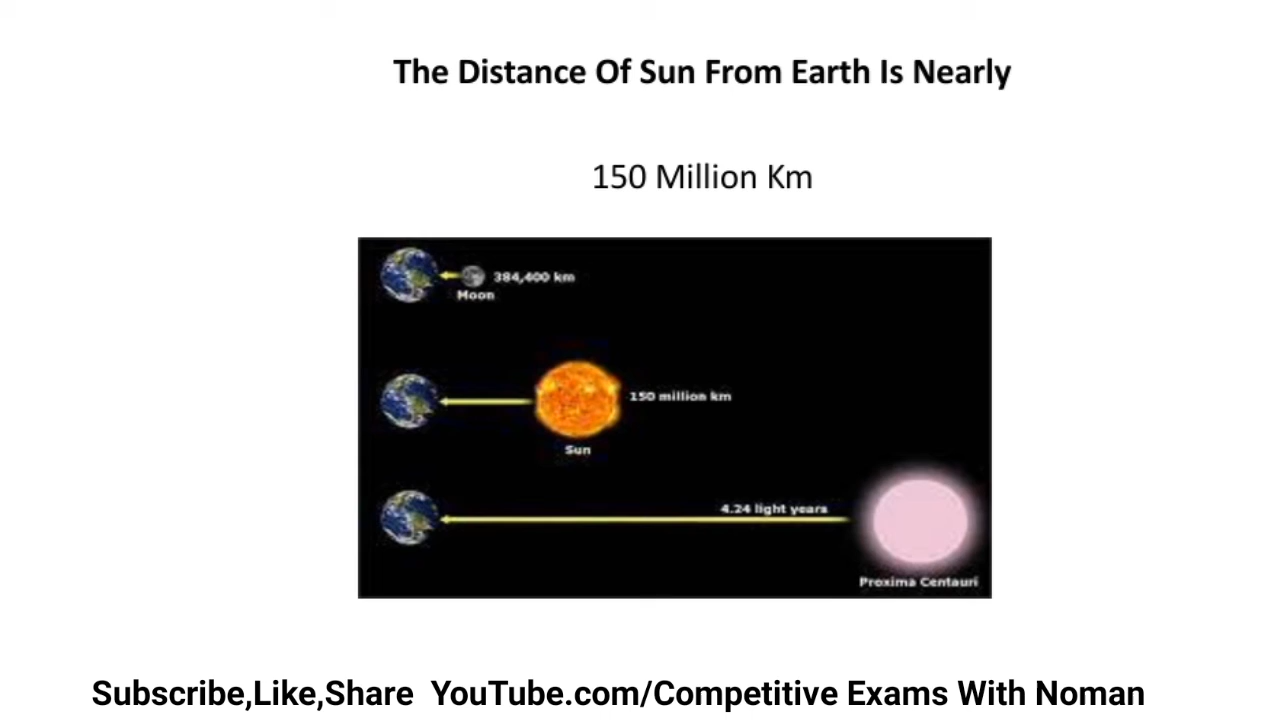 The Distance Of Sun From Earth Is Nearly
150 Million Km
384,400 km
Moon
150 million km
Sun
4.24 light years
Proxima Centauri
Subscribe,Like,Share YouTube.com/Competitive Exams With Noman